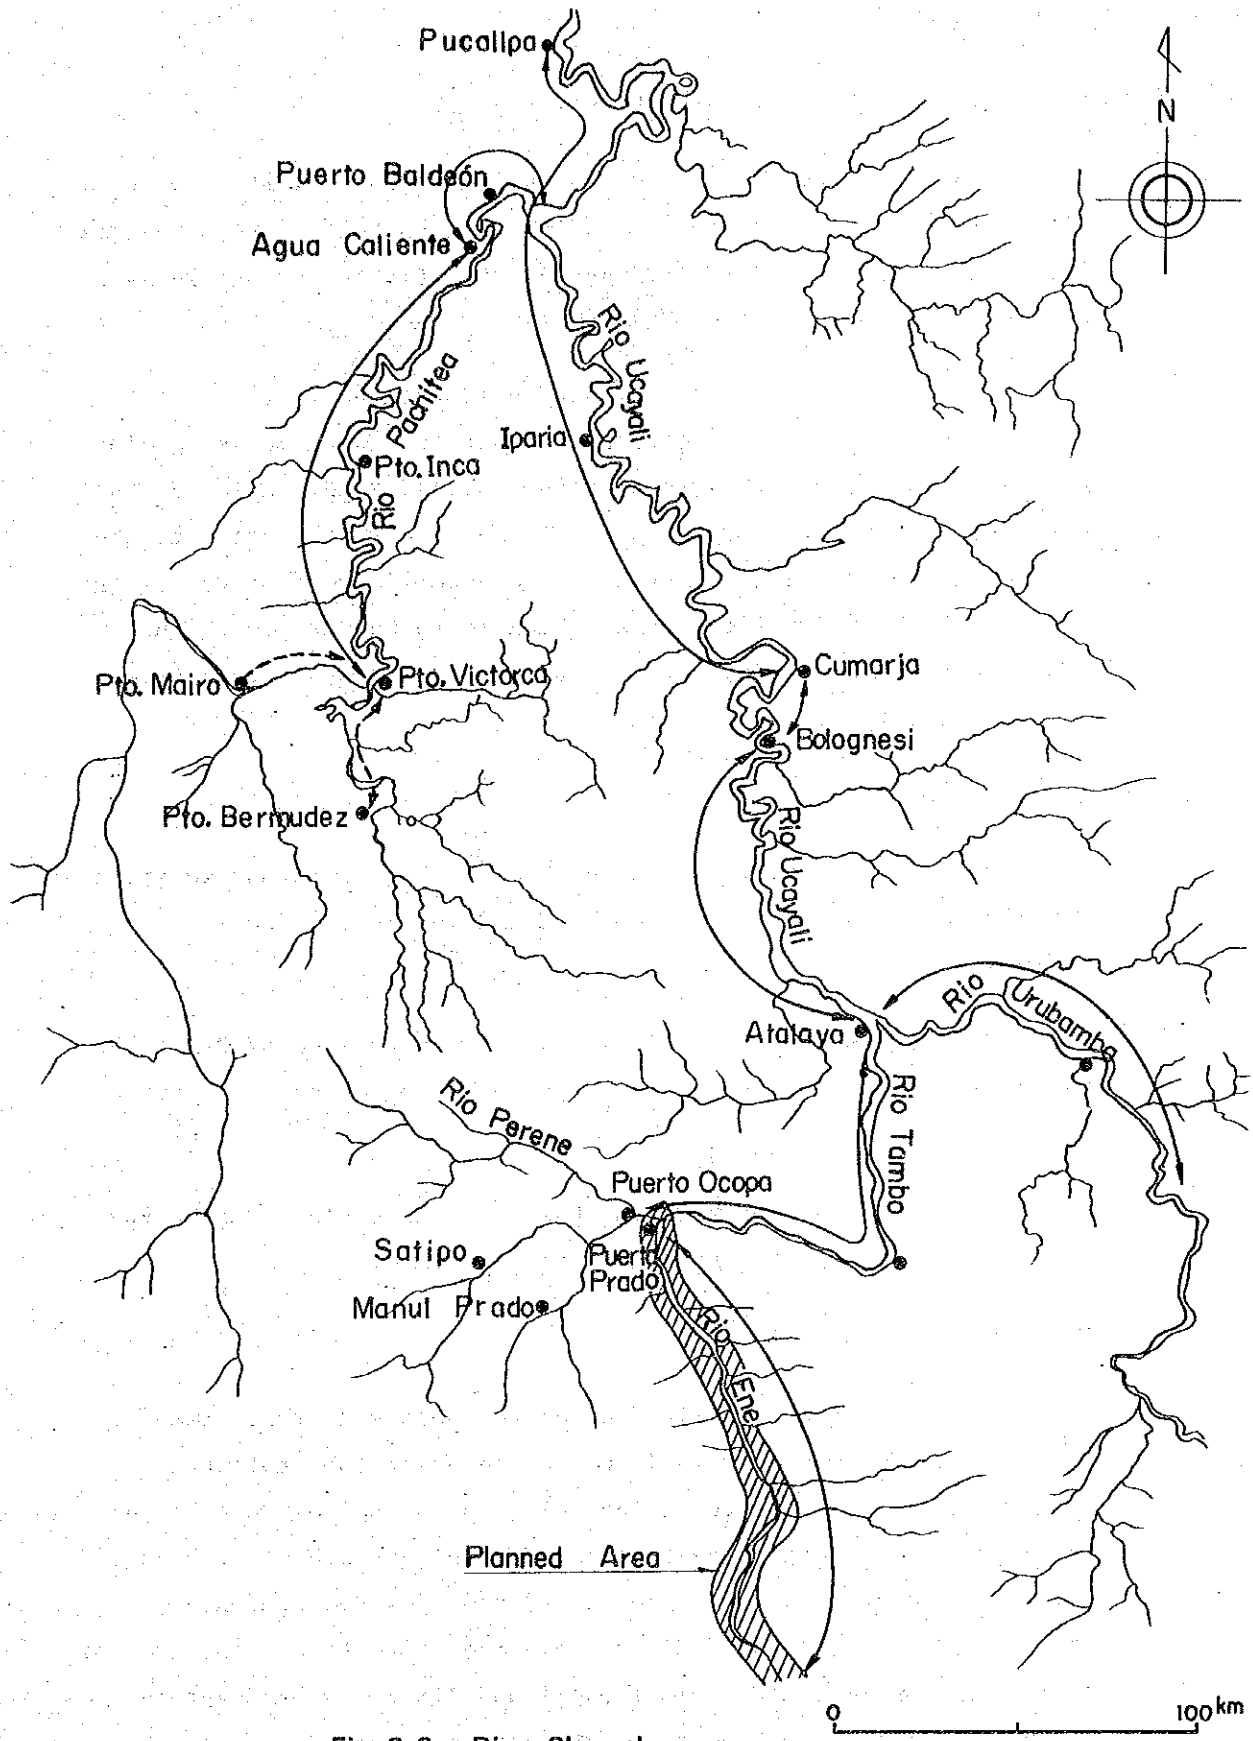 Pucallpa
N
Puerto Baldeón
Agua Caliente
Rio Ucayali
Rio Pachitea
Iparia
Pto. Inca
Pto. Mairo
Pto. Victorca
Cumarja
Bolognesi
Pto. Bermudez
Rio Ucayali
Rio Urubamba
Atalaya
Rio Tambo
Rio Perene
Puerto Ocopa
Satipo
Puerto
Prado
Manul Prado
Rio Ene
Planned Area
0 100 km